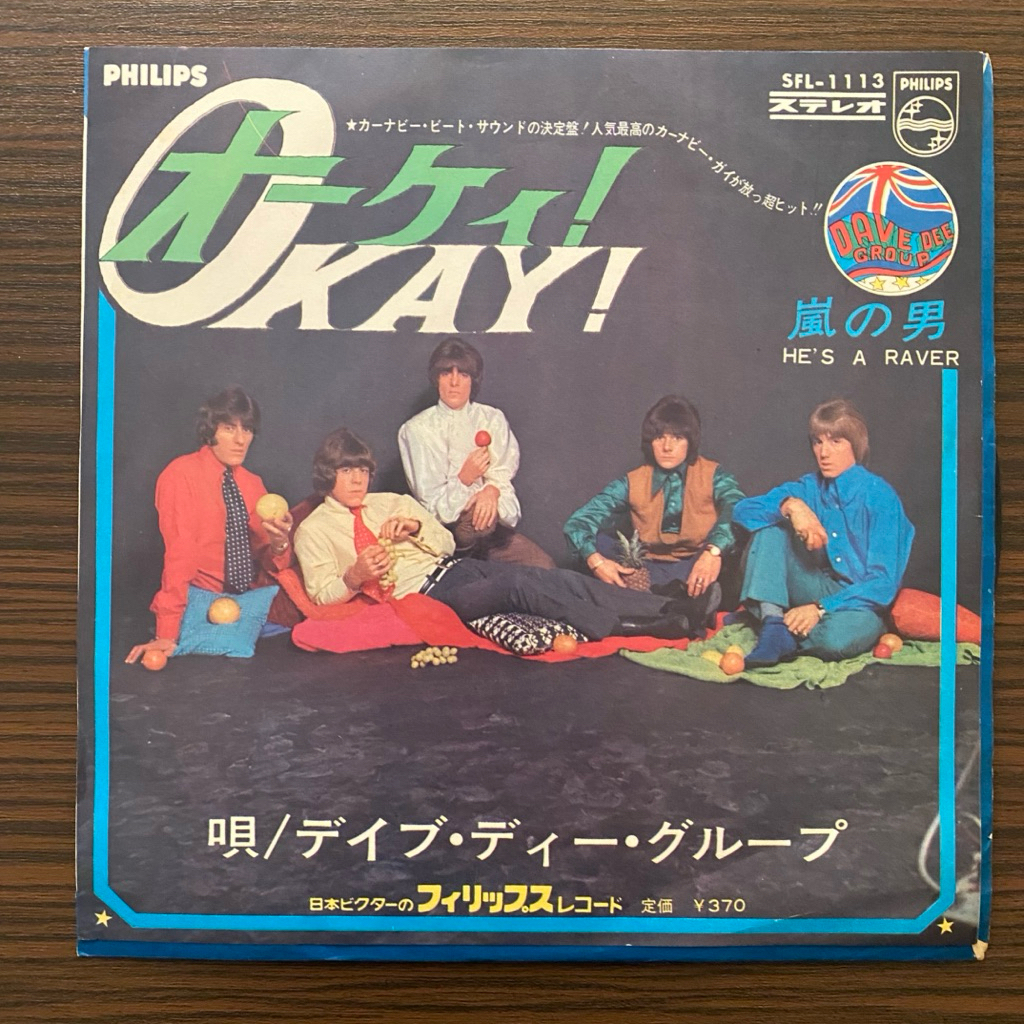 PHILIPS
SFL-1113
ステレオ
PHILIPS
★カーナビー・ビート・サウンドの決定盤!人気最高のカーナビー・ガイが放つ超ヒット!!
オーケイ!
OKAY!
DAVE DEE
GROUP
嵐の男
HE'S A RAVER
唄/デイブ・ディー・グループ
日本ビクターのフィリップスレコード 定価 ¥370